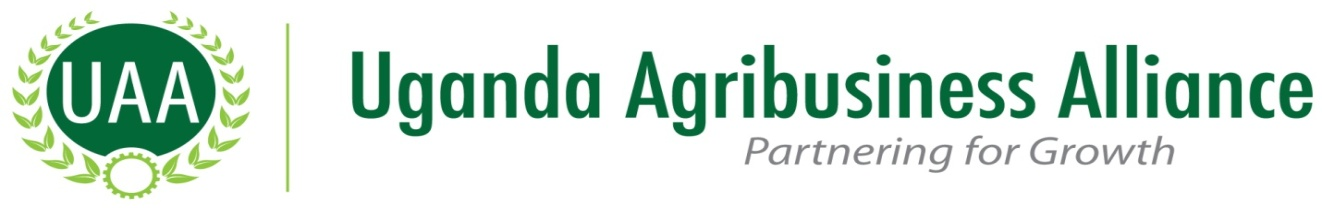 UAA
Uganda Agribusiness Alliance
Partnering for Growth